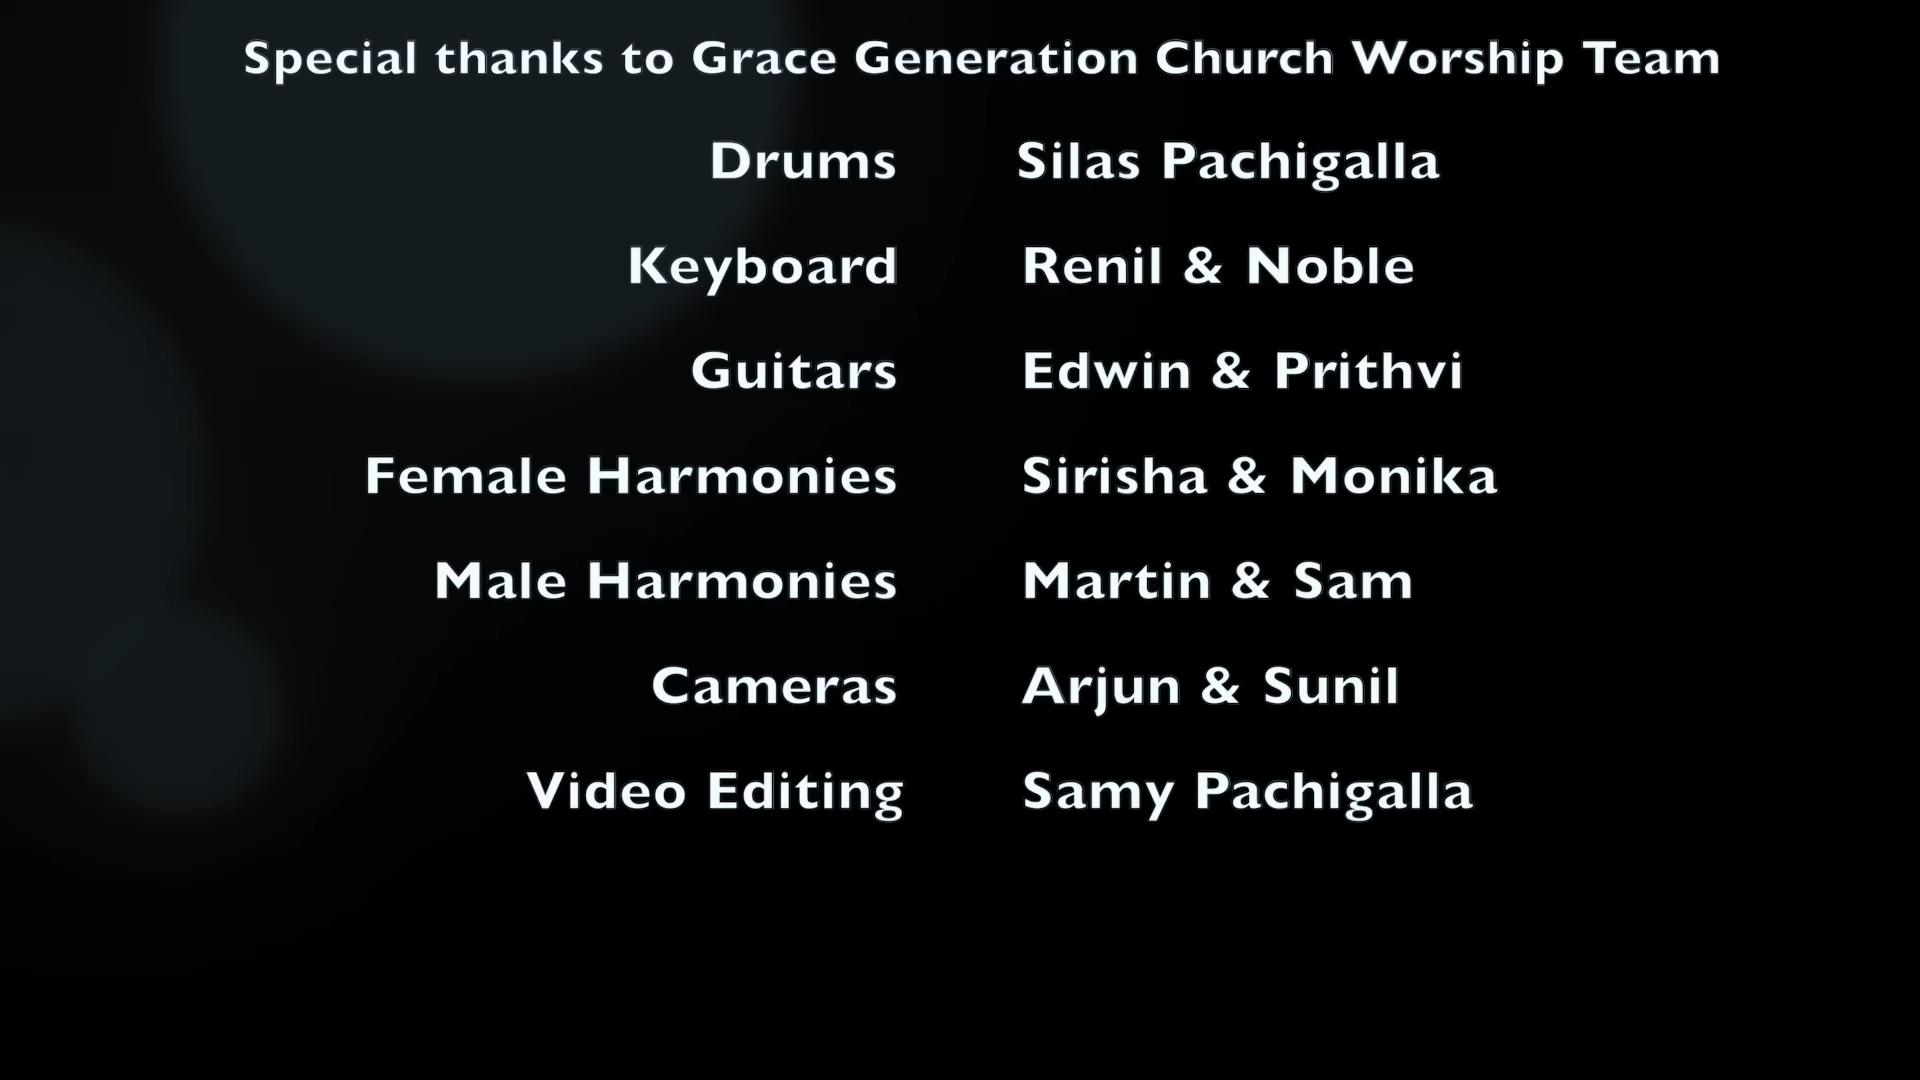 Special thanks to Grace Generation Church Worship Team
Drums Silas Pachigalla
Keyboard Renil & Noble
Guitars Edwin & Prithvi
Female Harmonies Sirisha & Monika
Male Harmonies Martin & Sam
Cameras Arjun & Sunil
Video Editing Samy Pachigalla